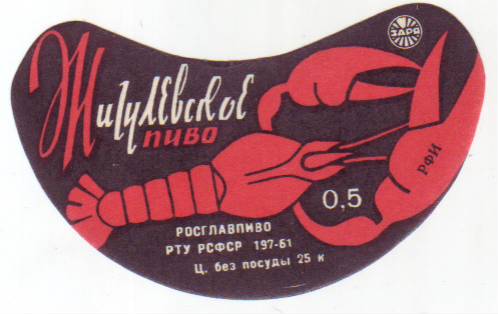 ЗАРЯ
Жигулевское
пиво
РФИ
0,5
РОСГЛАВПИВО
РТУ РСФСР 197-61
Ц. без посуды 25 к